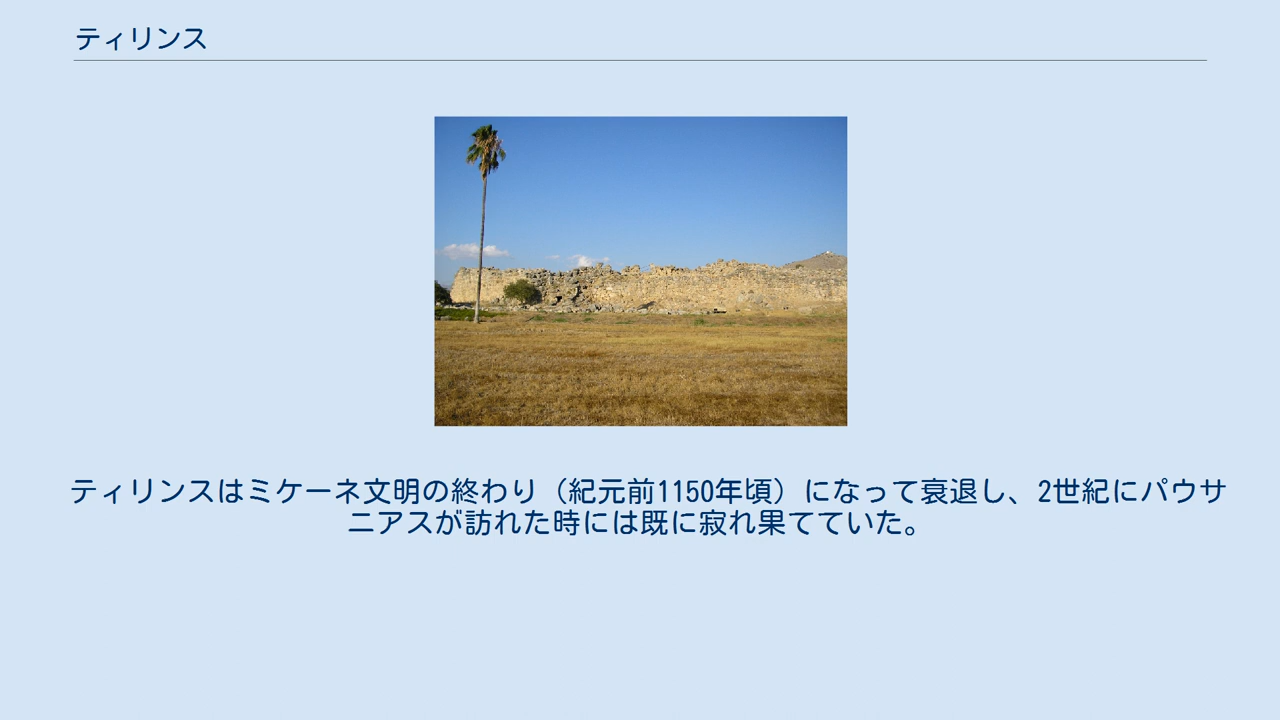 ティリンス
ティリンスはミケーネ文明の終わり（紀元前1150年頃）になって衰退し、2世紀にパウサ
ニアスが訪れた時には既に寂れ果てていた。